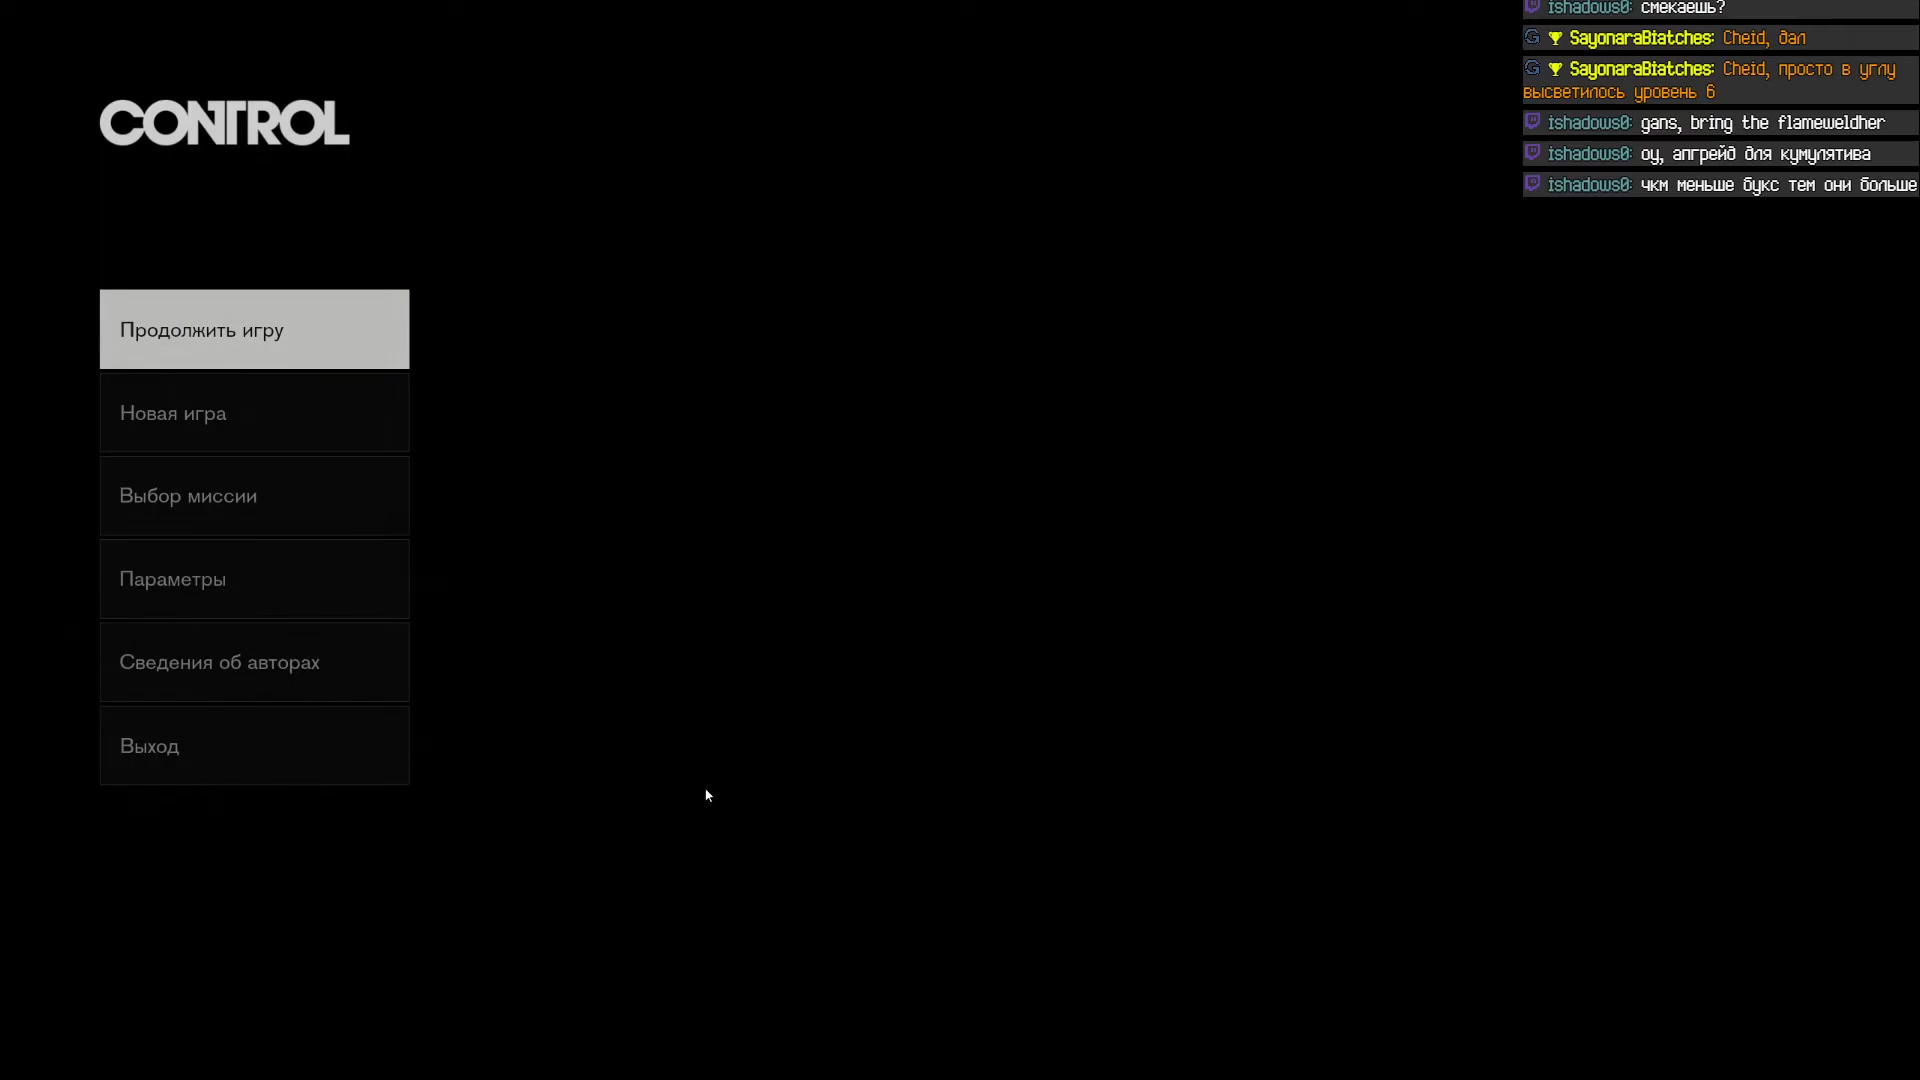 CONTROL
Продолжить игру
Новая игра
Выбор миссии
Параметры
Сведения об авторах
Выход
ishadows0: смекаешь?
SayonaraBiatches: Cheid, дал
SayonaraBiatches: Cheid, просто в углу
высветилось уровень 6
ishadows0: gans, bring the flameweldher
ishadows0: оу, апгрейд для кумулятива
ishadows0: чкм меньше букс тем они больше